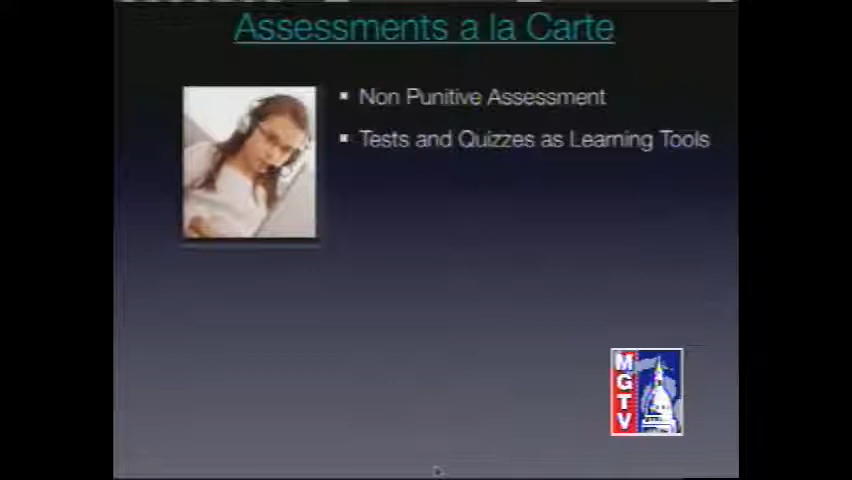 Assessments a la Carte
Non Punitive Assessment
Tests and Quizzes as Learning Tools
MGTV